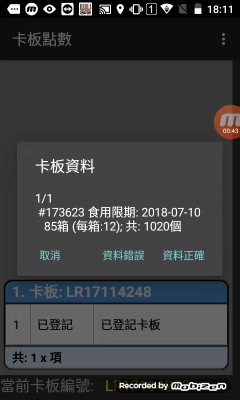 18:11
卡板點數
00:43
卡板資料
1/1
#173623 食用限期: 2018-07-10
85箱 (每箱:12); 共: 1020個
取消 資料錯誤 資料正確
1. 卡板: LR17114248
1 已登記 已登記卡板
共: 1 x 項
當前卡板編號:
Recorded by Mobizen